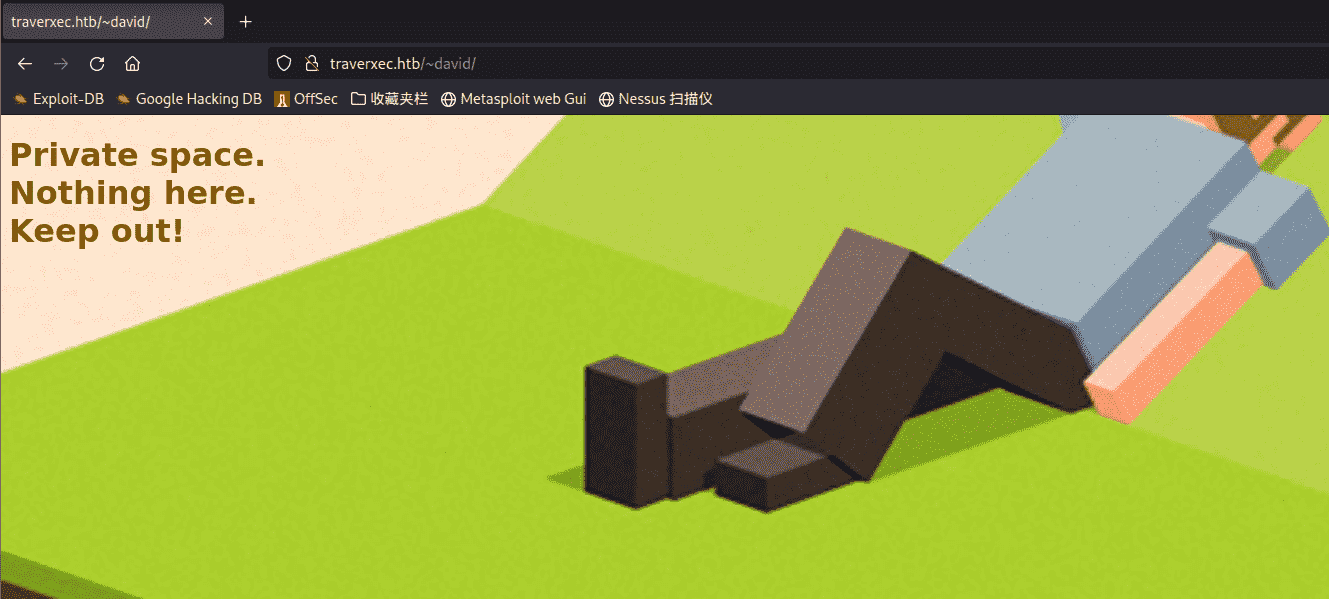 traverxec.htb/~david/
traverxec.htb/~david/
Exploit-DB Google Hacking DB OffSec 收藏夹栏 Metasploit web Gui Nessus 扫描仪
Private space.
Nothing here.
Keep out!